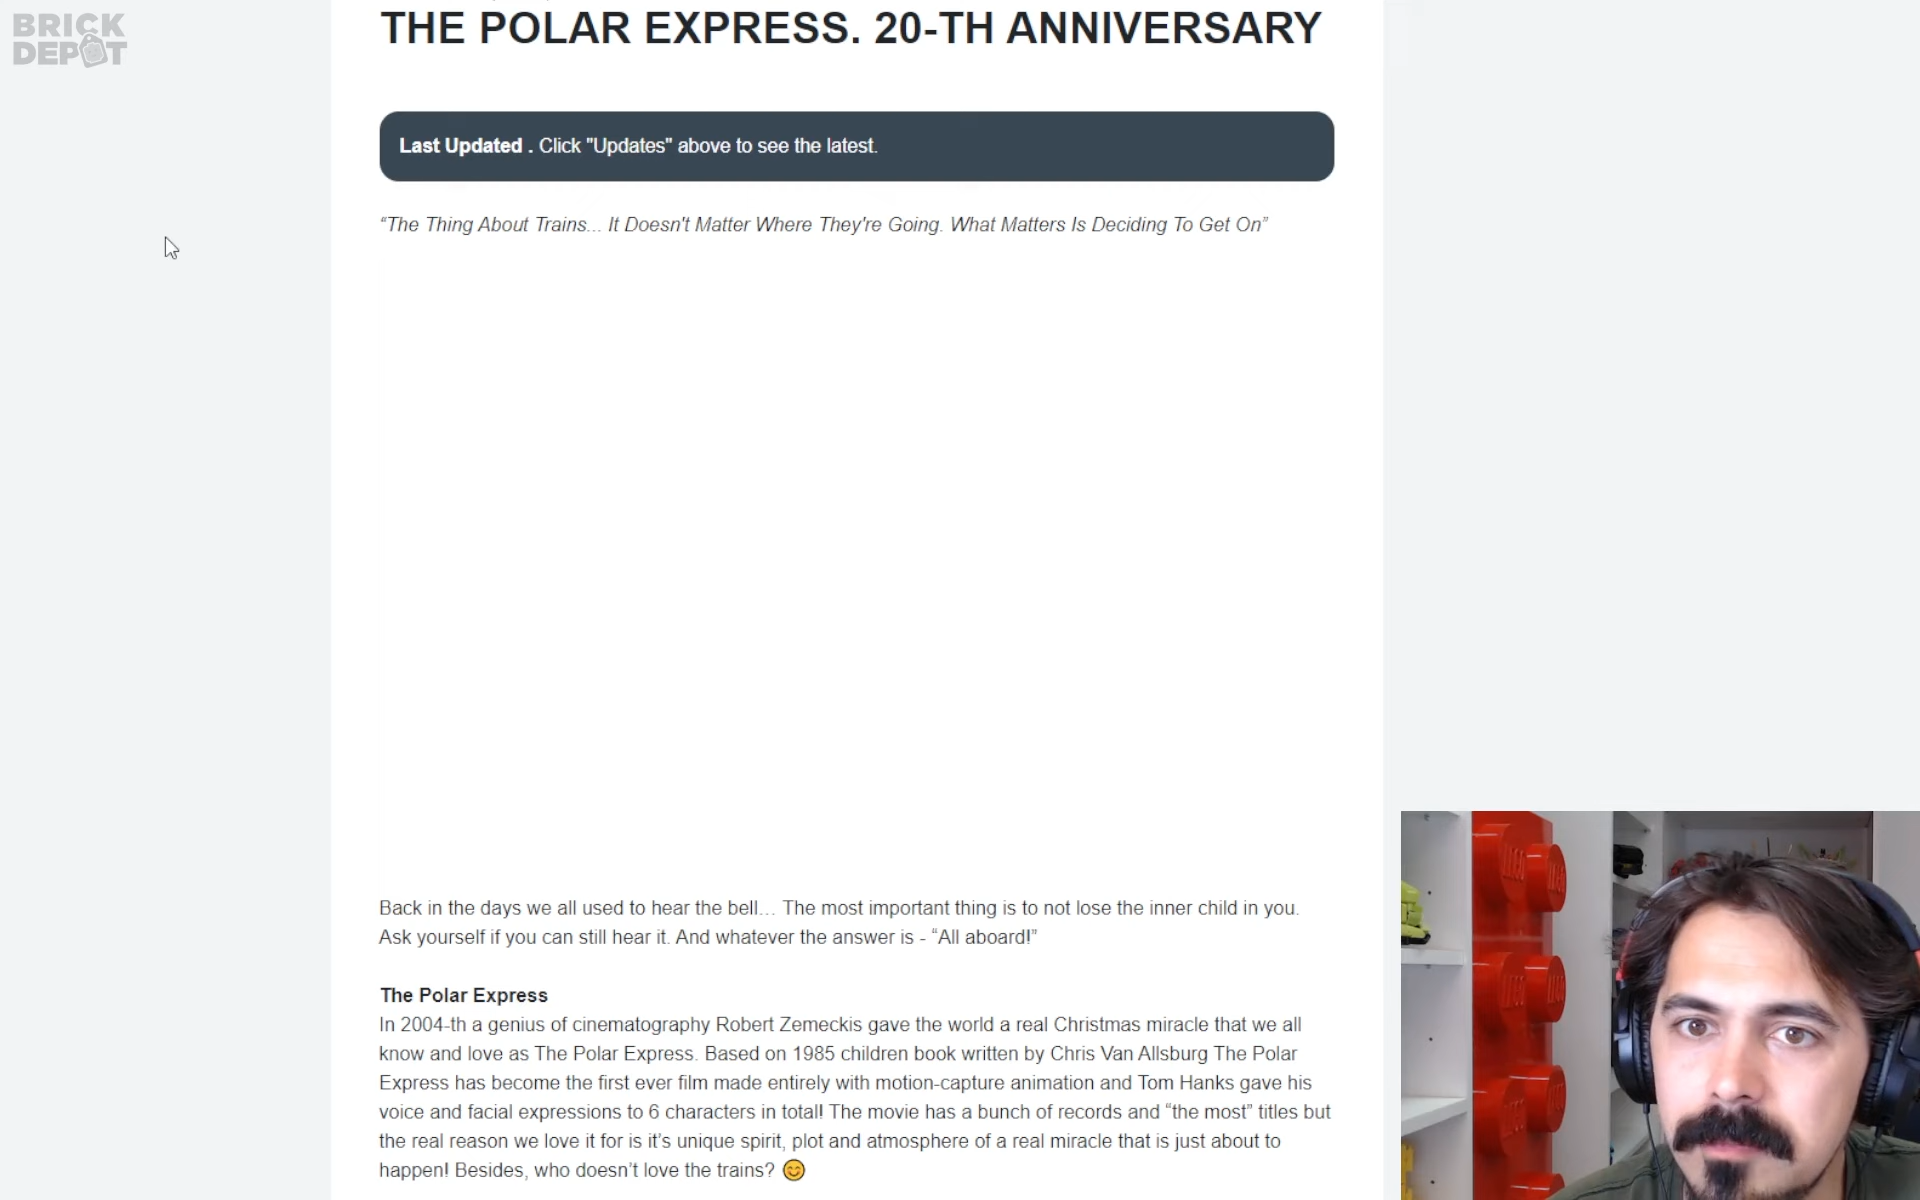 BRICK
DEPOT
THE POLAR EXPRESS. 20-TH ANNIVERSARY
Last Updated . Click "Updates" above to see the latest.
“The Thing About Trains... It Doesn't Matter Where They're Going. What Matters Is Deciding To Get On”
Back in the days we all used to hear the bell... The most important thing is to not lose the inner child in you.
Ask yourself if you can still hear it. And whatever the answer is - “All aboard!”
The Polar Express
In 2004-th a genius of cinematography Robert Zemeckis gave the world a real Christmas miracle that we all
know and love as The Polar Express. Based on 1985 children book written by Chris Van Allsburg The Polar
Express has become the first ever film made entirely with motion-capture animation and Tom Hanks gave his
voice and facial expressions to 6 characters in total! The movie has a bunch of records and “the most” titles but
the real reason we love it for is it’s unique spirit, plot and atmosphere of a real miracle that is just about to
happen! Besides, who doesn’t love the trains? 😊